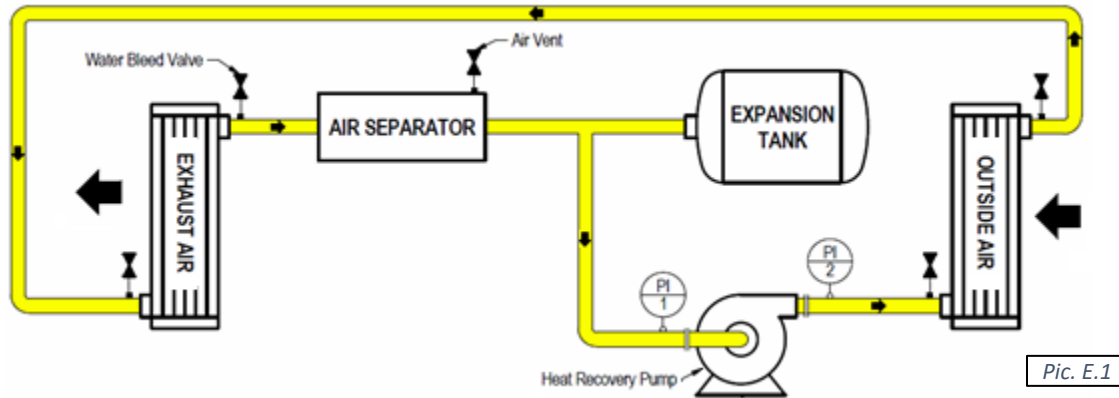 Water Bleed Valve
Air Vent
AIR SEPARATOR
EXPANSION
TANK
EXHAUST AIR
OUTSIDE AIR
PI
1
PI
2
Heat Recovery Pump
Pic. E.1